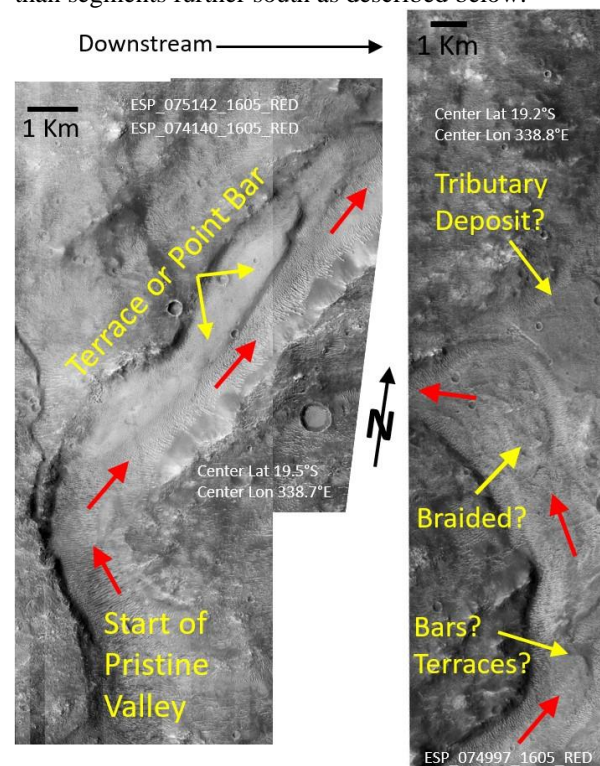 than segments further south as described below.
Downstream
1 Km
1 Km
ESP_075142_1605_RED
ESP_074140_1605_RED
Terrace or Point Bar
Center Lat 19.5°S
Center Lon 338.7°E
Start of
Pristine
Valley
N
Center Lat 19.2°S
Center Lon 338.8°E
Tributary
Deposit?
Braided?
Bars?
Terraces?
ESP_074997_1605_RED